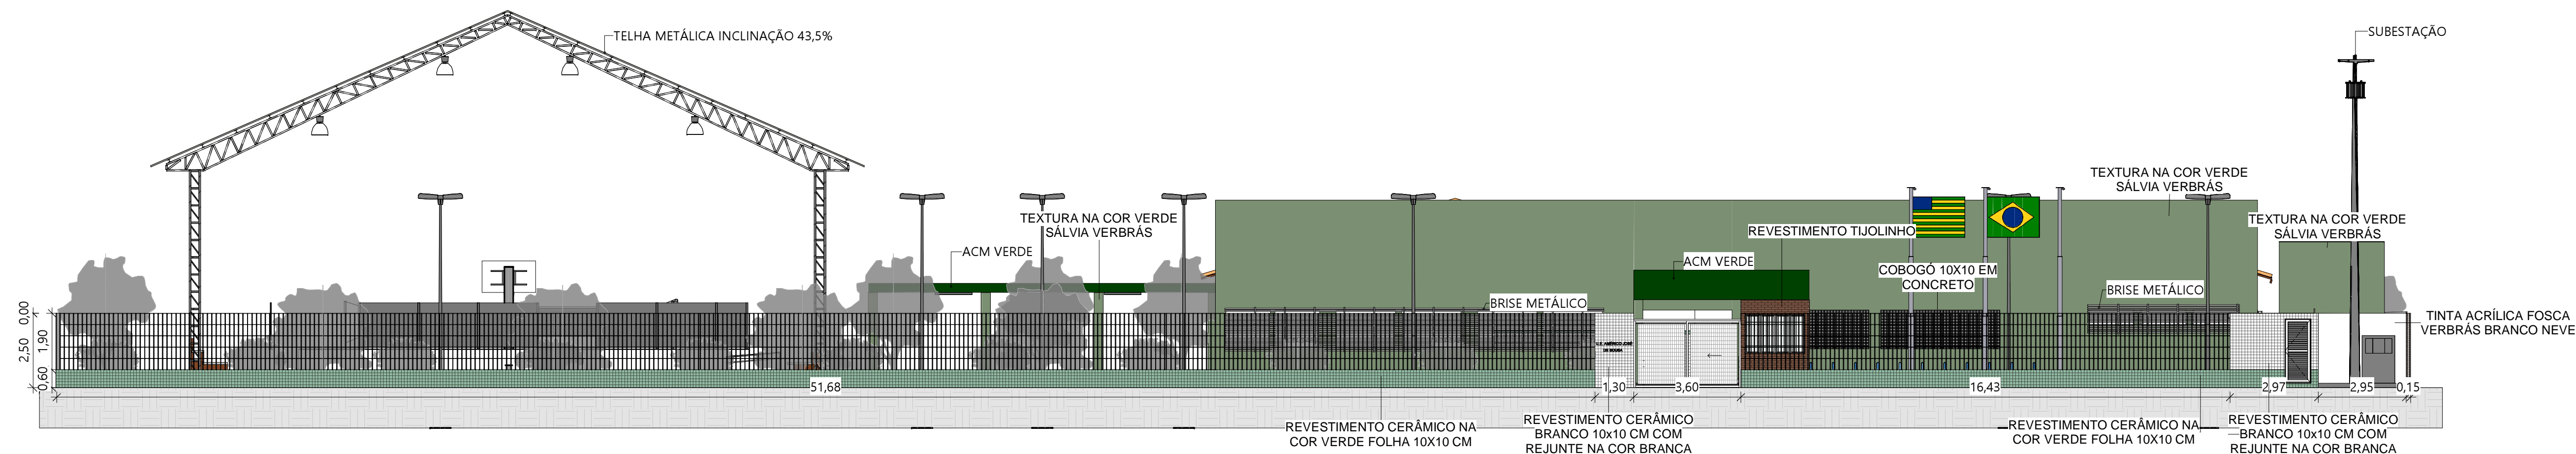 TELHA METÁLICA INCLINAÇÃO 43,5%
SUBESTAÇÃO
TEXTURA NA COR VERDE
SÁLVIA VERBRÁS
TEXTURA NA COR VERDE
SÁLVIA VERBRÁS
TEXTURA NA COR VERDE
SÁLVIA VERBRÁS
ACM VERDE
REVESTIMENTO TIJOLINHO
ACM VERDE
COBOGÓ 10X10 EM
CONCRETO
BRISE METÁLICO
BRISE METÁLICO
TINTA ACRÍLICA FOSCA
VERBRÁS BRANCO NEVE
0,00
2,50
1,90
0,60
U.E. AMÉRICO JOSÉ
DE SOUSA
51,68
1,30
3,60
16,43
2,97
2,95
0,15
REVESTIMENTO CERÂMICO NA
COR VERDE FOLHA 10X10 CM
REVESTIMENTO CERÂMICO
BRANCO 10x10 CM COM
REJUNTE NA COR BRANCA
REVESTIMENTO CERÂMICO NA
COR VERDE FOLHA 10X10 CM
REVESTIMENTO CERÂMICO
BRANCO 10x10 CM COM
REJUNTE NA COR BRANCA